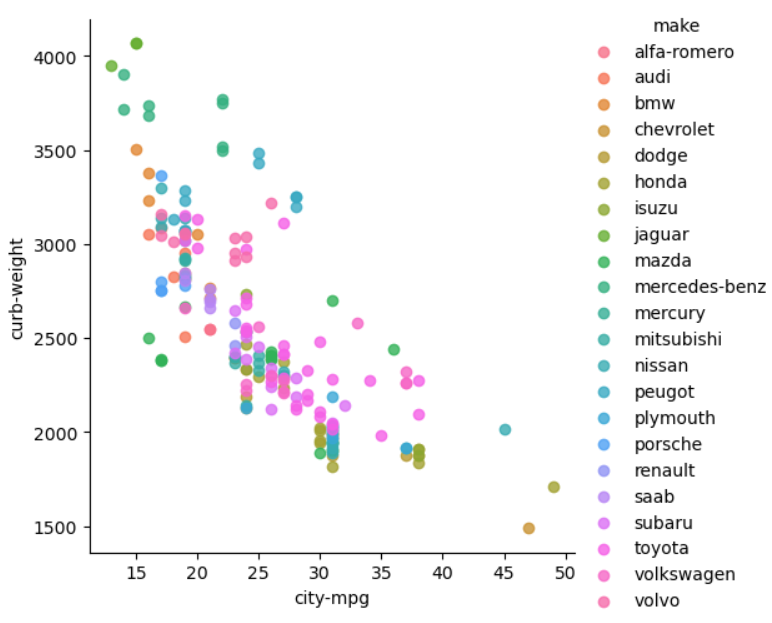 make
alfa-romero
audi
bmw
chevrolet
dodge
honda
isuzu
jaguar
mazda
mercedes-benz
mercury
mitsubishi
nissan
peugot
plymouth
porsche
renault
saab
subaru
toyota
volkswagen
volvo
curb-weight
4000
3500
3000
2500
2000
1500
15 20 25 30 35 40 45 50
city-mpg